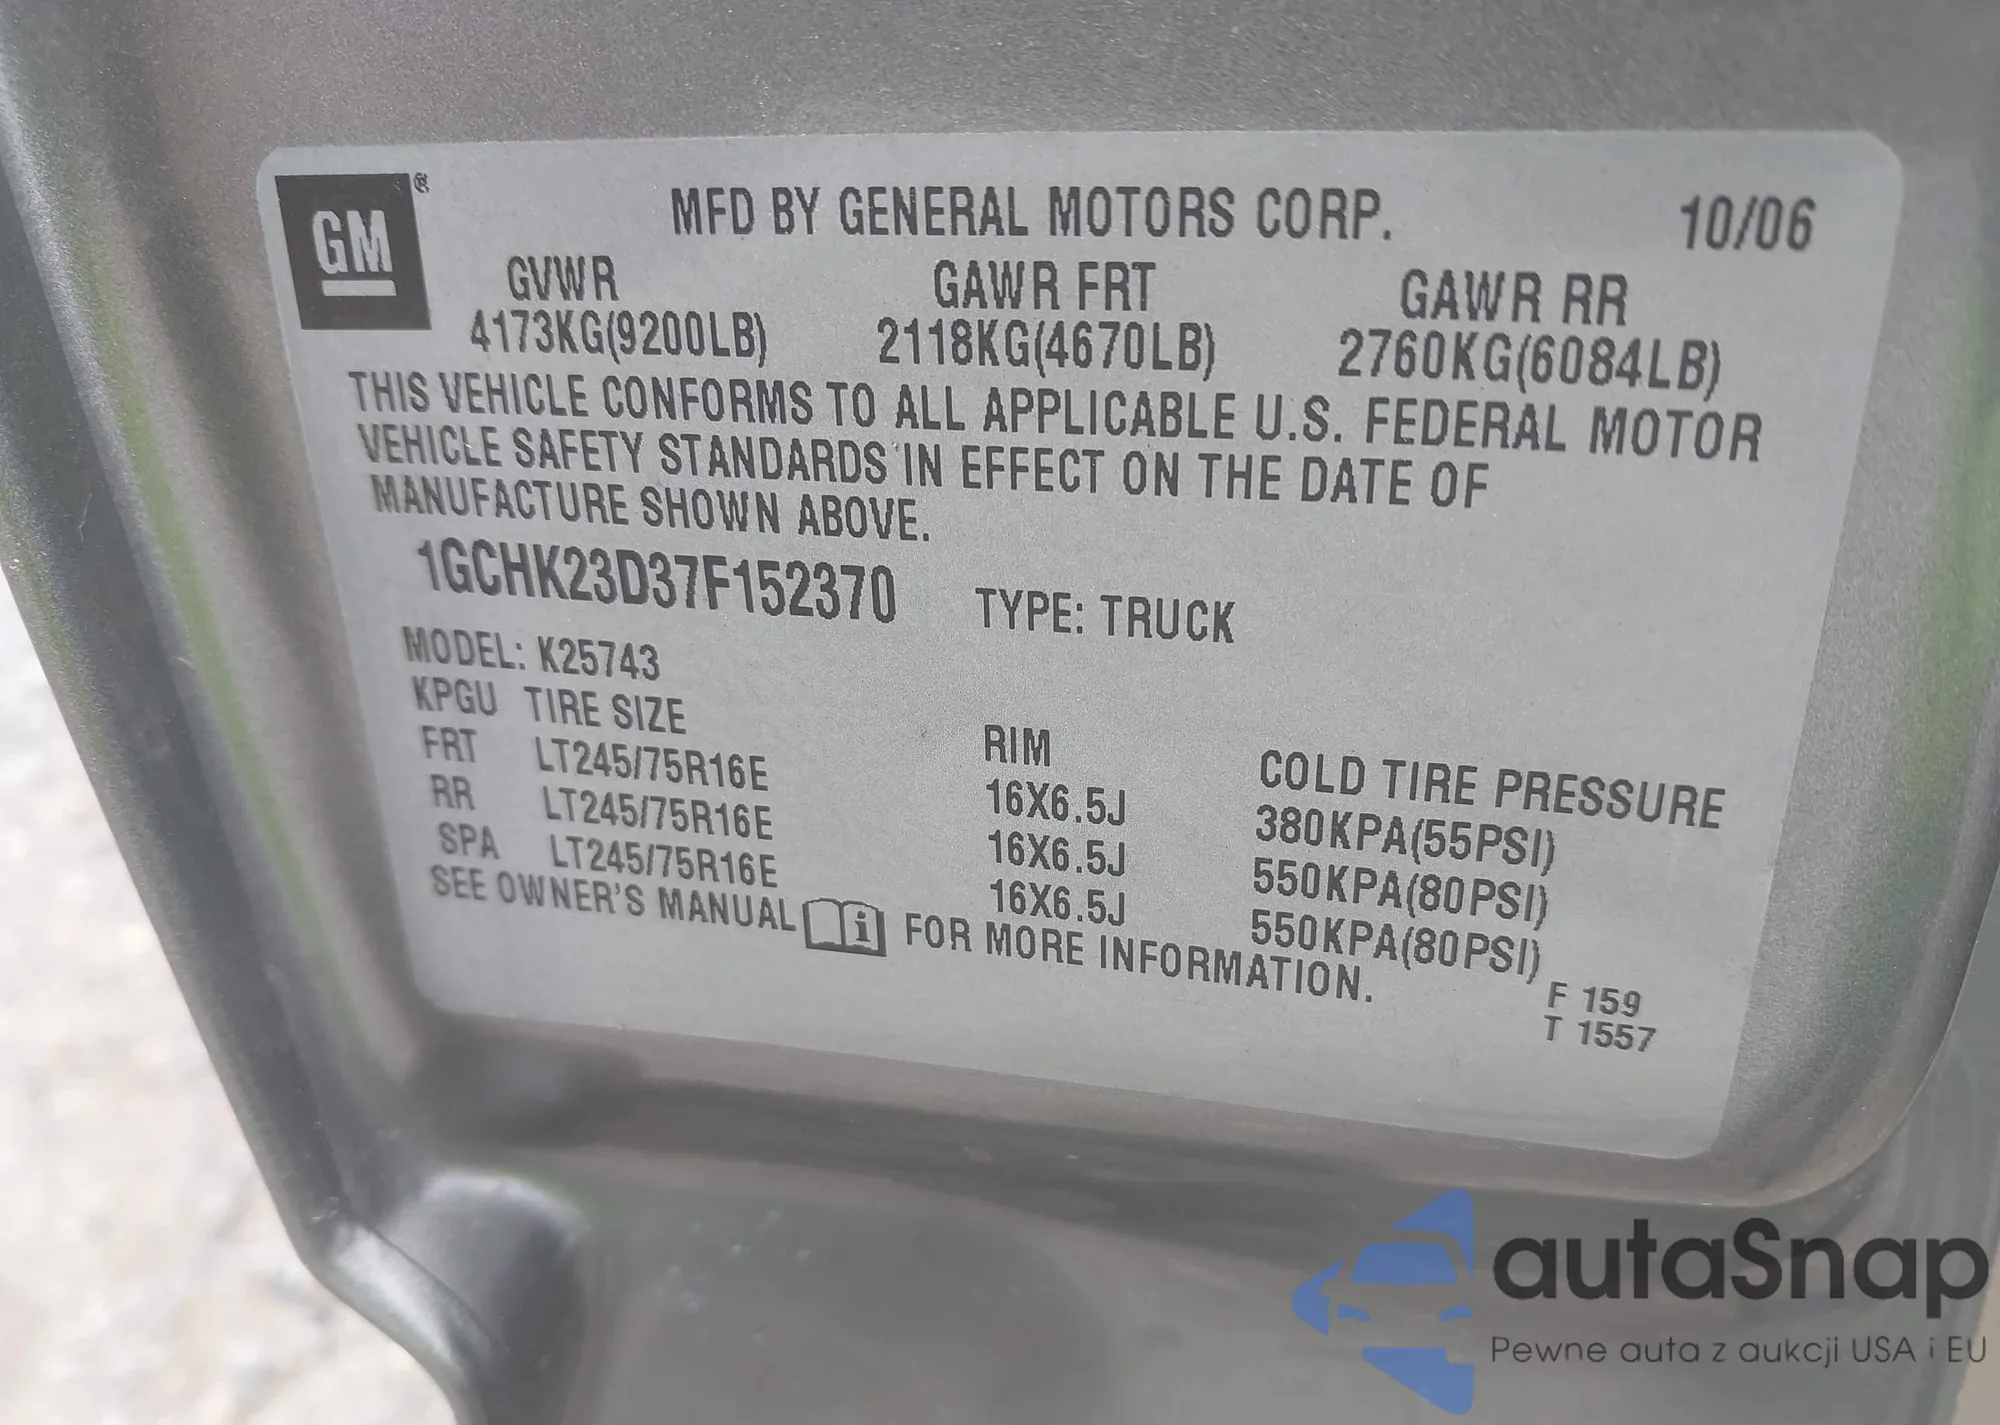 GM ®
MFD BY GENERAL MOTORS CORP. 10/06
GVWR GAWR FRT GAWR RR
4173KG(9200LB) 2118KG(4670LB) 2760KG(6084LB)
THIS VEHICLE CONFORMS TO ALL APPLICABLE U.S. FEDERAL MOTOR
VEHICLE SAFETY STANDARDS IN EFFECT ON THE DATE OF
MANUFACTURE SHOWN ABOVE.
1GCHK23D37F152370 TYPE: TRUCK
MODEL: K25743
KPGU TIRE SIZE RIM COLD TIRE PRESSURE
FRT LT245/75R16E 16X6.5J 380KPA(55PSI)
RR LT245/75R16E 16X6.5J 550KPA(80PSI)
SPA LT245/75R16E 16X6.5J 550KPA(80PSI)
SEE OWNER'S MANUAL i FOR MORE INFORMATION.
F 159
T 1557
autaSnap
Pewne auta z aukcji USA i EU